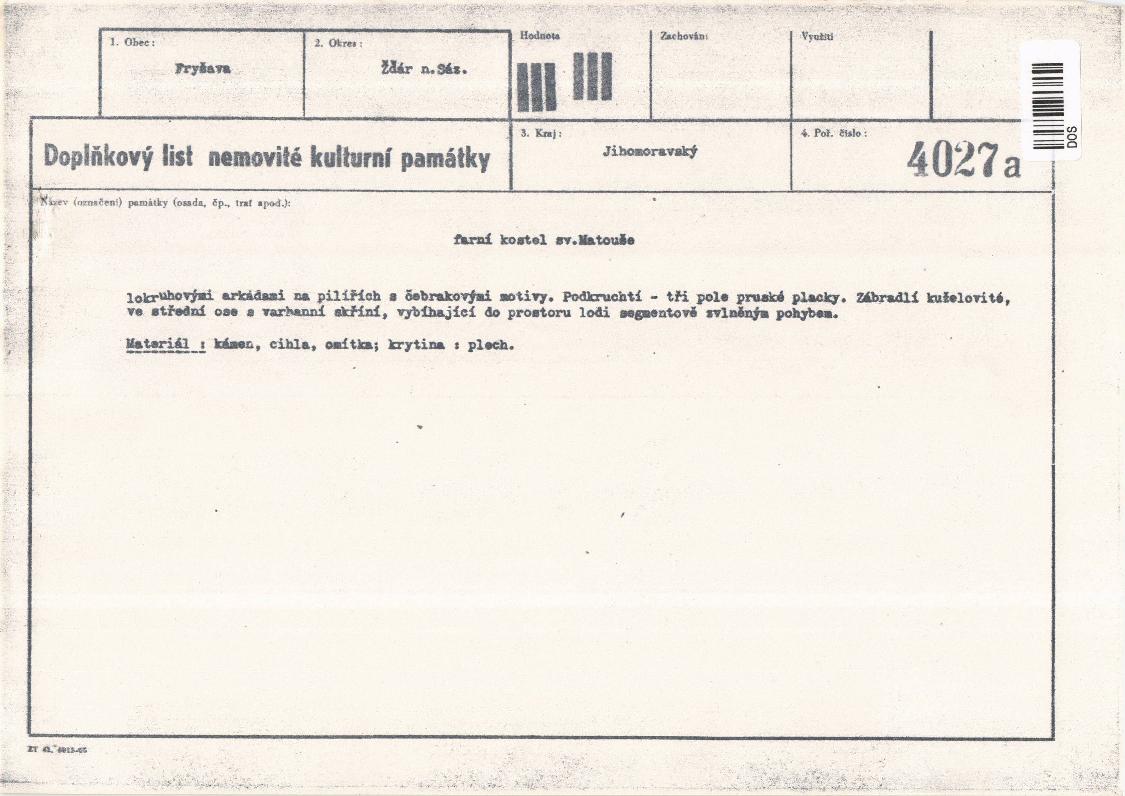 1. Obec:
Fryšava
2. Okres:
Žďár n.Sáz.
Hodnota
Zachování
Využití
Doplňkový list nemovité kulturní památky
3. Kraj:
Jihomoravský
4. Poř. číslo:
4027a
DOS
Název (označení) památky (osada, čp., trať apod.):
farní kostel sv.Matouše
lokruhovými arkádami na pilířích s čebrakovými motivy. Podkruchtí - tři pole pruské placky. Zábradlí kuželovité,
ve střední ose s varhanní skříní, vybíhající do prostoru lodi segmentově zvlněným pohybem.
Materiál : kámen, cihla, omítka; krytina : plech.